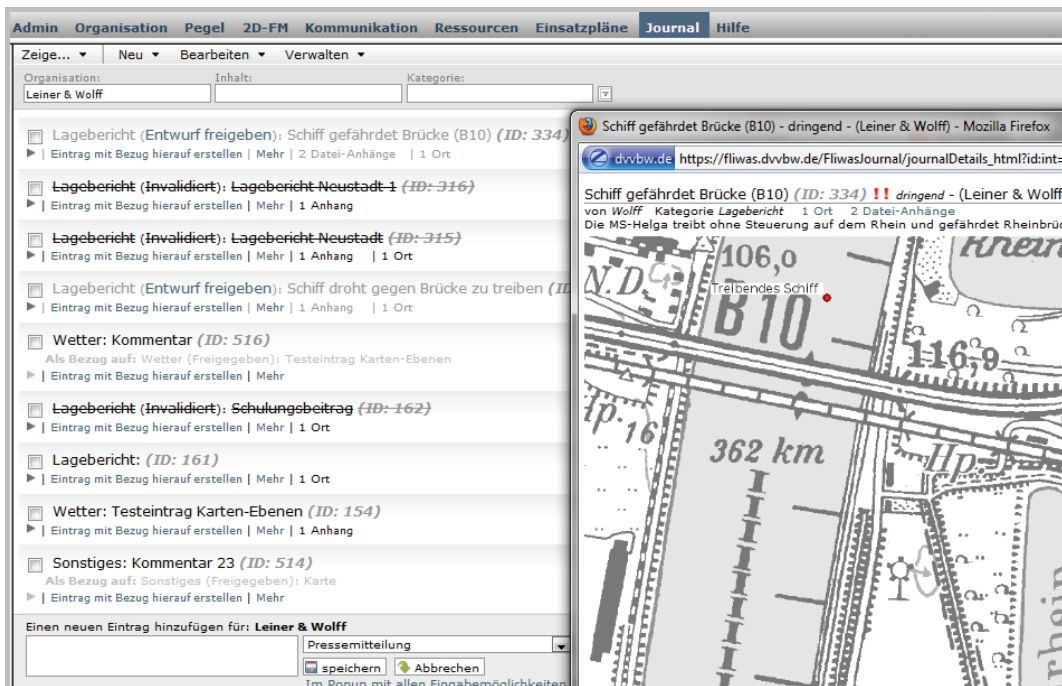 Admin Organisation Pegel 2D-FM Kommunikation Ressourcen Einsatzpläne Journal Hilfe
Zeige... Neu Bearbeiten Verwalten
Organisation: Inhalt: Kategorie:
Leiner & Wolff
Lagebericht (Entwurf freigeben): Schiff gefährdet Brücke (B10) (ID: 334)
| Eintrag mit Bezug hierauf erstellen | Mehr | 2 Datei-Anhänge | 1 Ort
Lagebericht (Invalidiert): Lagebericht Neustadt 1 (ID: 316)
| Eintrag mit Bezug hierauf erstellen | Mehr | 1 Anhang
Lagebericht (Invalidiert): Lagebericht Neustadt (ID: 315)
| Eintrag mit Bezug hierauf erstellen | Mehr | 1 Anhang | 1 Ort
Lagebericht (Entwurf freigeben): Schiff droht gegen Brücke zu treiben (ID
| Eintrag mit Bezug hierauf erstellen | Mehr | 1 Anhang | 1 Ort
Wetter: Kommentar (ID: 516)
Als Bezug auf: Wetter (Freigegeben): Testeintrag Karten-Ebenen
| Eintrag mit Bezug hierauf erstellen | Mehr
Lagebericht (Invalidiert): Schulungsbeitrag (ID: 162)
| Eintrag mit Bezug hierauf erstellen | Mehr | 1 Ort
Lagebericht: (ID: 161)
| Eintrag mit Bezug hierauf erstellen | Mehr | 1 Ort
Wetter: Testeintrag Karten-Ebenen (ID: 154)
| Eintrag mit Bezug hierauf erstellen | Mehr | 1 Anhang
Sonstiges: Kommentar 23 (ID: 514)
Als Bezug auf: Sonstiges (Freigegeben): Karte
| Eintrag mit Bezug hierauf erstellen | Mehr
Einen neuen Eintrag hinzufügen für: Leiner & Wolff
Pressemitteilung
speichern Abbrechen
Im Popup mit allen Eingabemöglichkeiten
Schiff gefährdet Brücke (B10) - dringend - (Leiner & Wolff) - Mozilla Firefox
dvvbw.de https://fliwas.dvvbw.de/FliwasJournal/journalDetails_html?id:int=
Schiff gefährdet Brücke (B10) (ID: 334) !! dringend - (Leiner & Wolff
von Wolff Kategorie Lagebericht 1 Ort 2 Datei-Anhänge
Die MS-Helga treibt ohne Steuerung auf dem Rhein und gefährdet Rheinbrüc
106,0
Rhein
N.D.
Treibendes Schiff
B 10
116,9
Hp. 16
362 km
Hp.
rhein